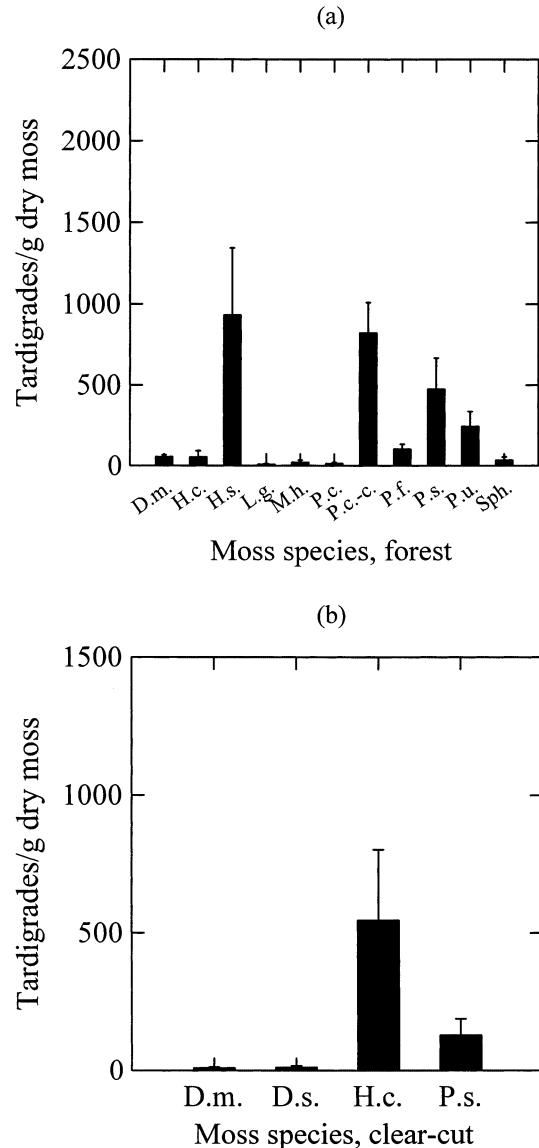 (a)
Tardigrades/g dry moss
2500
2000
1500
1000
500
0
D.m. H.c. H.s. L.g. M.h. P.c. P.c.-c. P.f. P.s. P.u. Sph.
Moss species, forest
(b)
Tardigrades/g dry moss
1500
1000
500
0
D.m. D.s. H.c. P.s.
Moss species, clear-cut